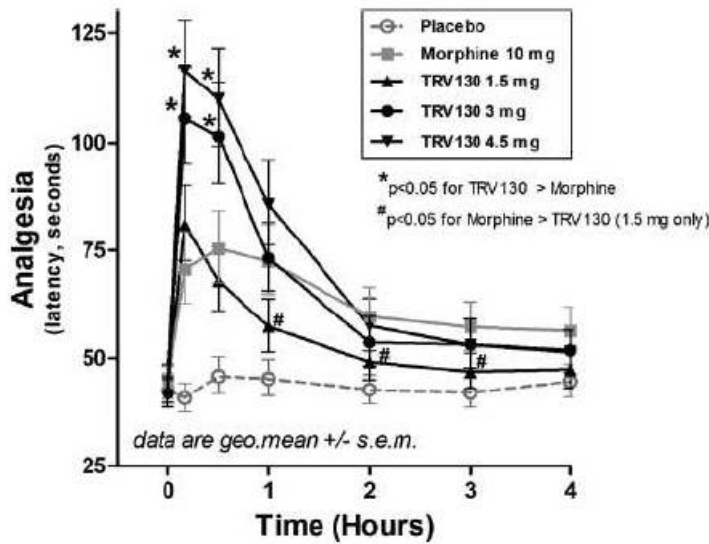 125
100
75
50
25
Analgesia
(latency, seconds)
Placebo
Morphine 10 mg
TRV130 1.5 mg
TRV130 3 mg
TRV130 4.5 mg
*p<0.05 for TRV130 > Morphine
#p<0.05 for Morphine > TRV130 (1.5 mg only)
*
*
*
*
#
#
#
data are geo.mean +/- s.e.m.
0 1 2 3 4
Time (Hours)